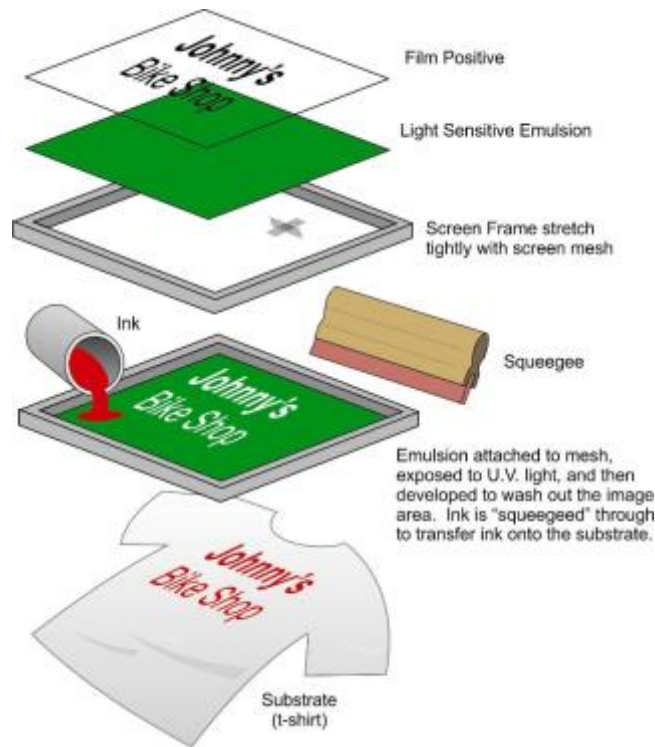 Johnny's
Bike Shop
Film Positive
Light Sensitive Emulsion
Screen Frame stretch
tightly with screen mesh
Ink
Squeegee
Johnny's
Bike Shop
Emulsion attached to mesh,
exposed to U.V. light, and then
developed to wash out the image
area.  Ink is "squeegeed" through
to transfer ink onto the substrate.
Johnny's
Bike Shop
Substrate
(t-shirt)